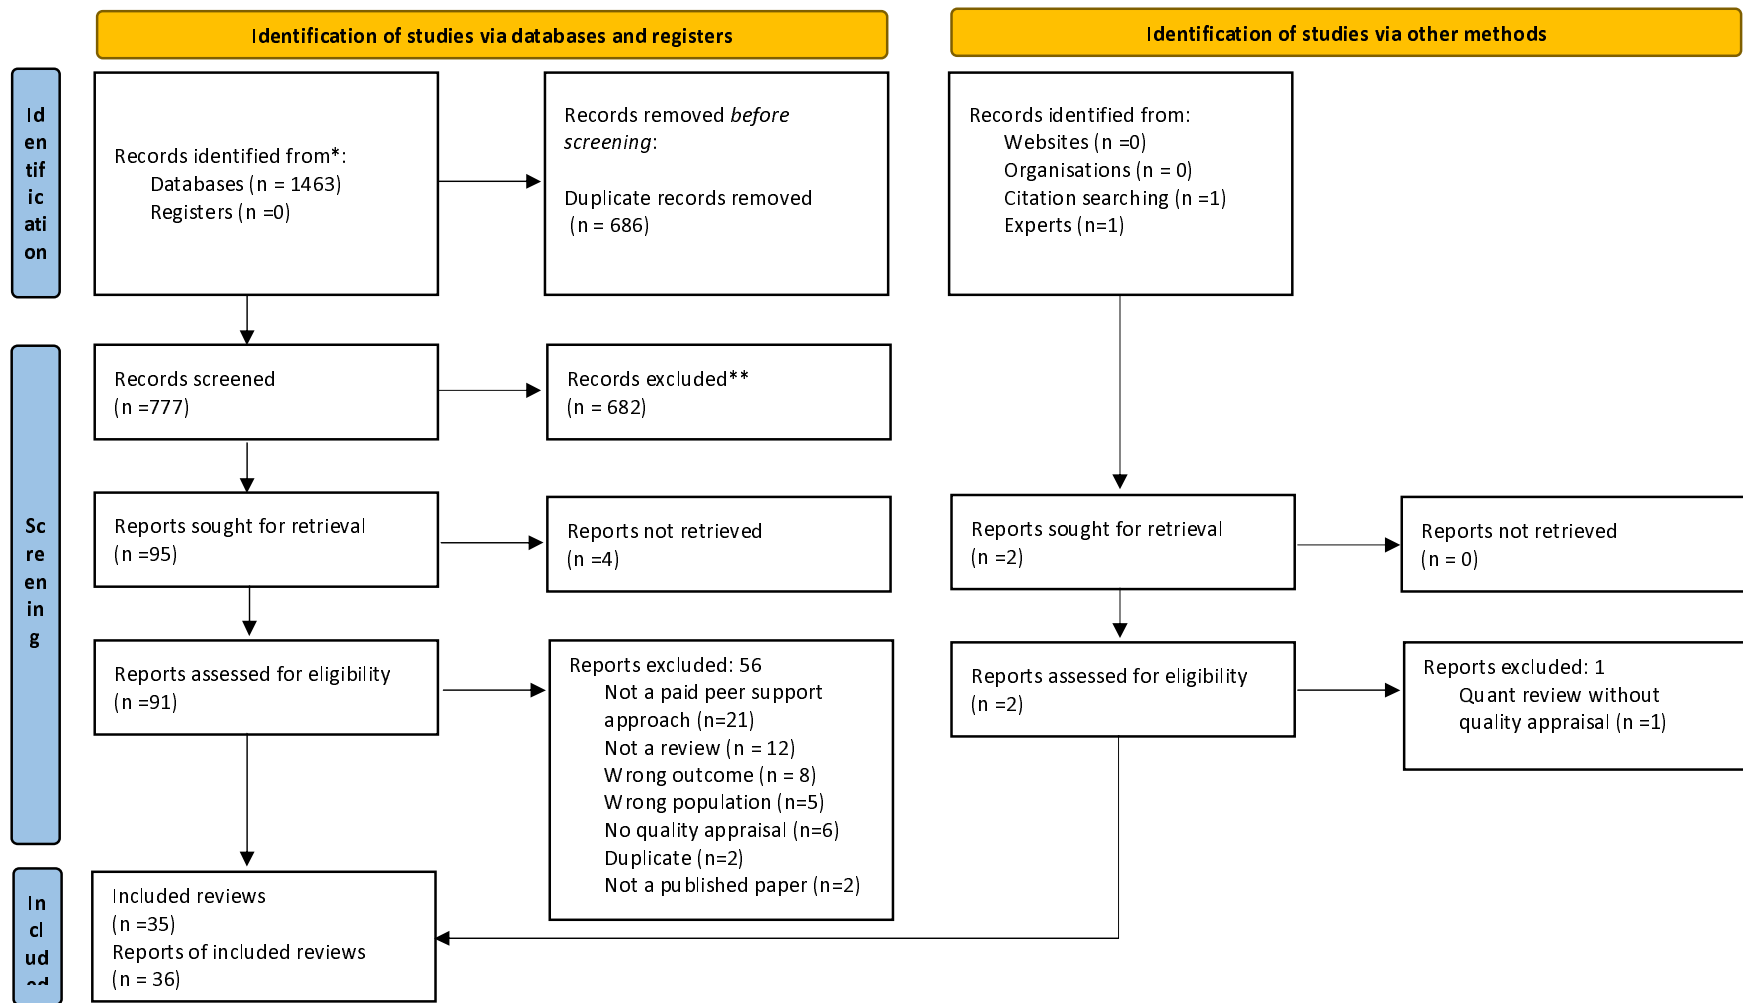 Identification of studies via databases and registers
Identification of studies via other methods
Id
en
tif
ic
ati
on
Records identified from*:
Databases (n = 1463)
Registers (n =0)
Records removed before
screening:
Duplicate records removed
(n = 686)
Records identified from:
Websites (n =0)
Organisations (n = 0)
Citation searching (n =1)
Experts (n=1)
Sc
re
en
in
g
Records screened
(n =777)
Records excluded**
(n = 682)
Reports sought for retrieval
(n =95)
Reports not retrieved
(n =4)
Reports sought for retrieval
(n =2)
Reports not retrieved
(n = 0)
Reports assessed for eligibility
(n =91)
Reports excluded: 56
Not a paid peer support
approach (n=21)
Not a review (n = 12)
Wrong outcome (n = 8)
Wrong population (n=5)
No quality appraisal (n=6)
Duplicate (n=2)
Not a published paper (n=2)
Reports assessed for eligibility
(n =2)
Reports excluded: 1
Quant review without
quality appraisal (n =1)
In
cl
ud
ed
Included reviews
(n =35)
Reports of included reviews
(n = 36)